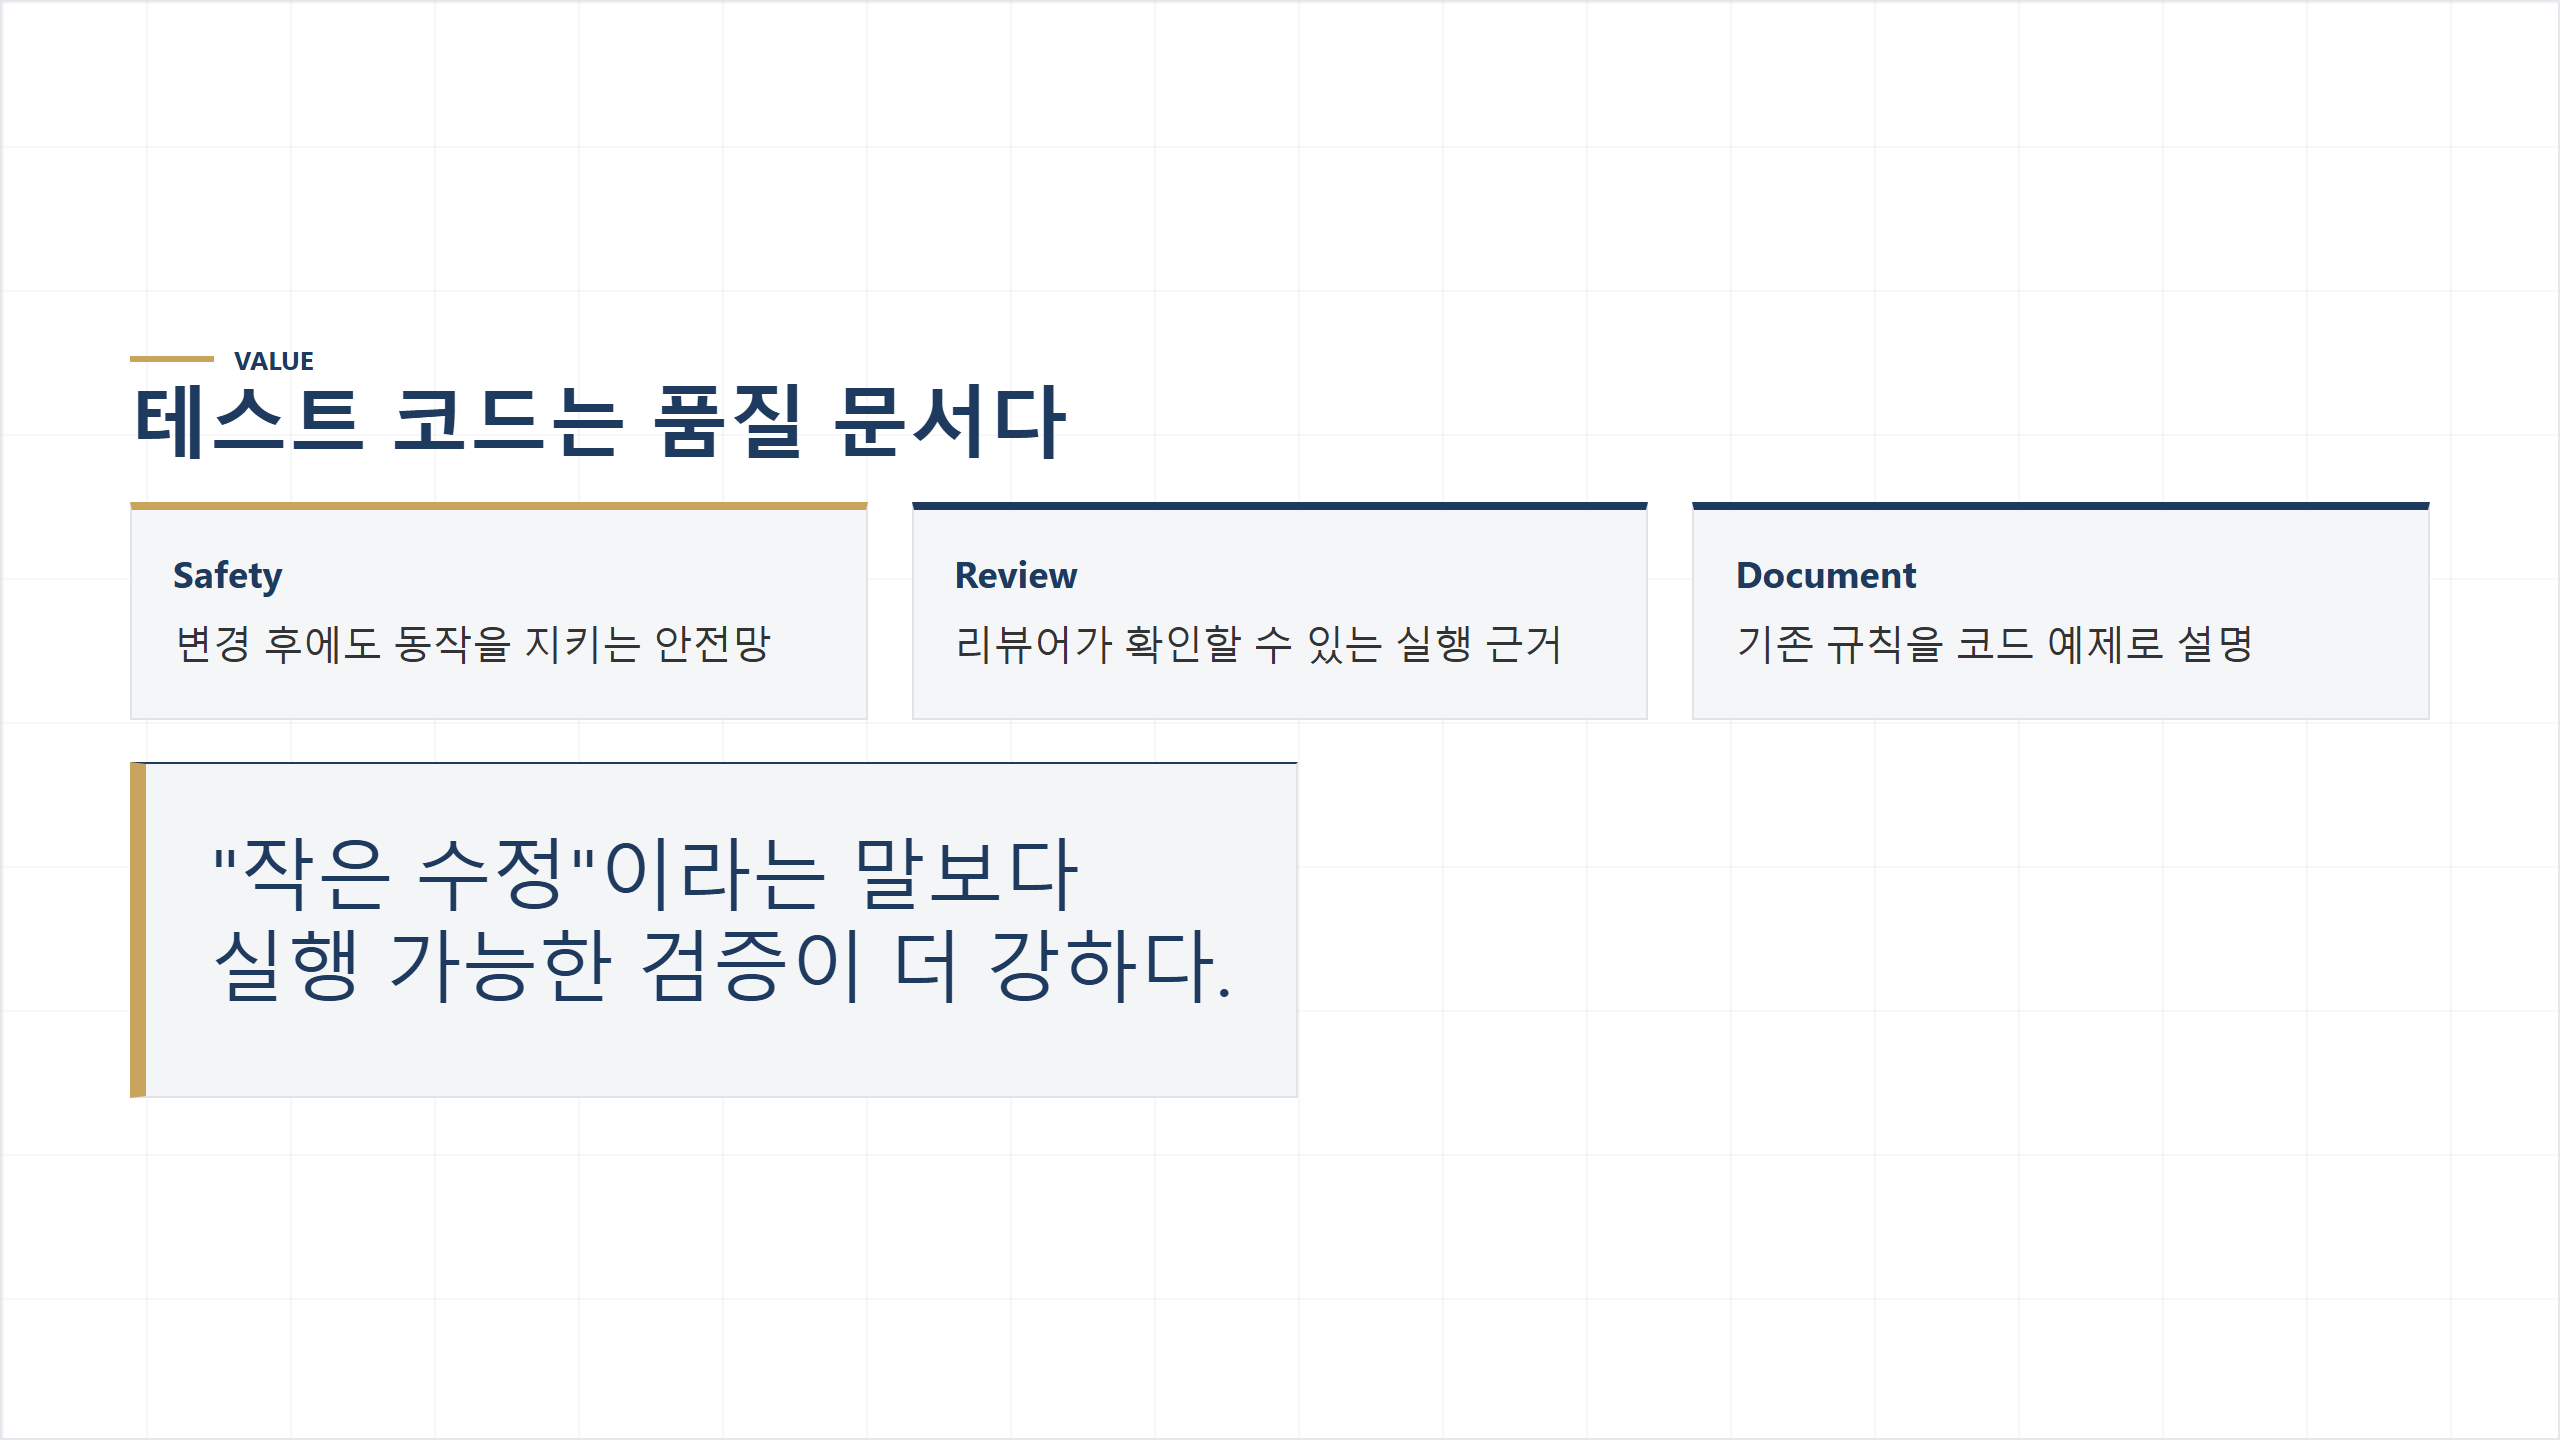 VALUE
테스트 코드는 품질 문서다
Safety
변경 후에도 동작을 지키는 안전망
Review
리뷰어가 확인할 수 있는 실행 근거
Document
기존 규칙을 코드 예제로 설명
"작은 수정"이라는 말보다
실행 가능한 검증이 더 강하다.